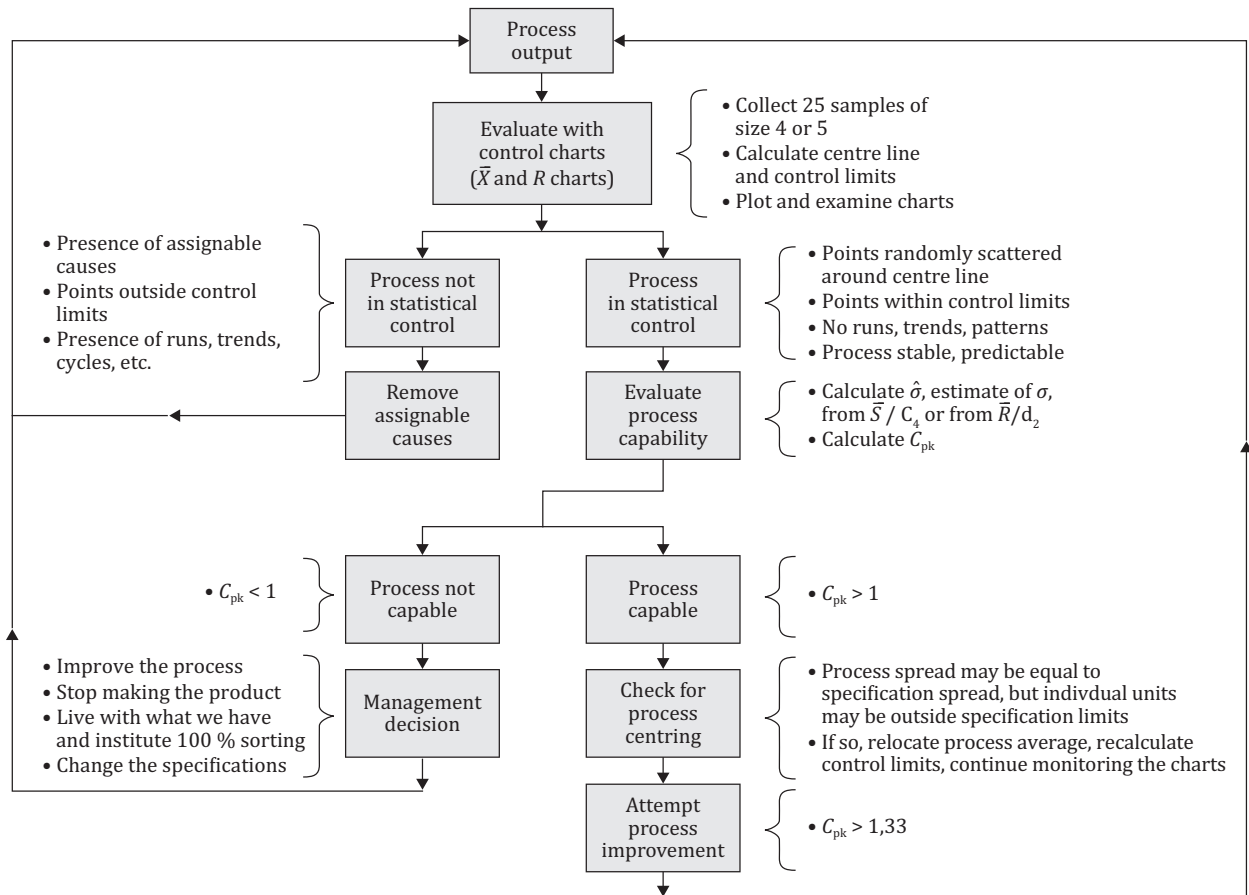 Process
output
Evaluate with
control charts
(X̄ and R charts)
• Collect 25 samples of
size 4 or 5
• Calculate centre line
and control limits
• Plot and examine charts
• Presence of assignable
causes
• Points outside control
limits
• Presence of runs, trends,
cycles, etc.
Process not
in statistical
control
Process
in statistical
control
• Points randomly scattered
around centre line
• Points within control limits
• No runs, trends, patterns
• Process stable, predictable
Remove
assignable
causes
Evaluate
process
capability
• Calculate σ̂, estimate of σ,
from S̄ / C₄ or from R̄/d₂
• Calculate Cpk
• Cpk < 1
Process not
capable
Process
capable
• Cpk > 1
• Improve the process
• Stop making the product
• Live with what we have
and institute 100 % sorting
• Change the specifications
Management
decision
Check for
process
centring
• Process spread may be equal to
specification spread, but indivdual units
may be outside specification limits
• If so, relocate process average, recalculate
control limits, continue monitoring the charts
Attempt
process
improvement
• Cpk > 1,33